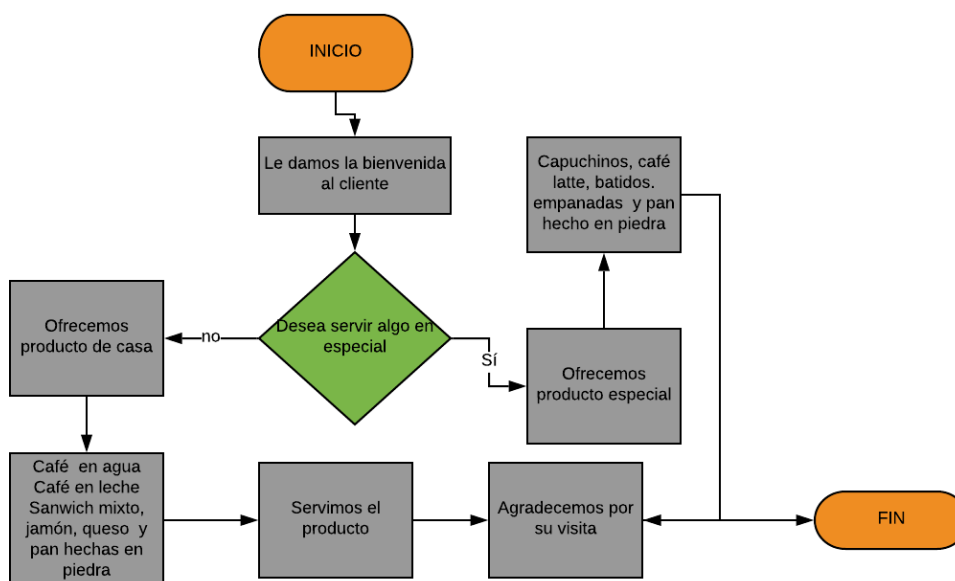 INICIO
Le damos la bienvenida
al cliente
Capuchinos, café
latte, batidos.
empanadas y pan
hecho en piedra
Desea servir algo en
especial
no
Sí
Ofrecemos
producto de casa
Ofrecemos
producto especial
Café en agua
Café en leche
Sanwich mixto,
jamón, queso y
pan hechas en
piedra
Servimos el
producto
Agradecemos por
su visita
FIN